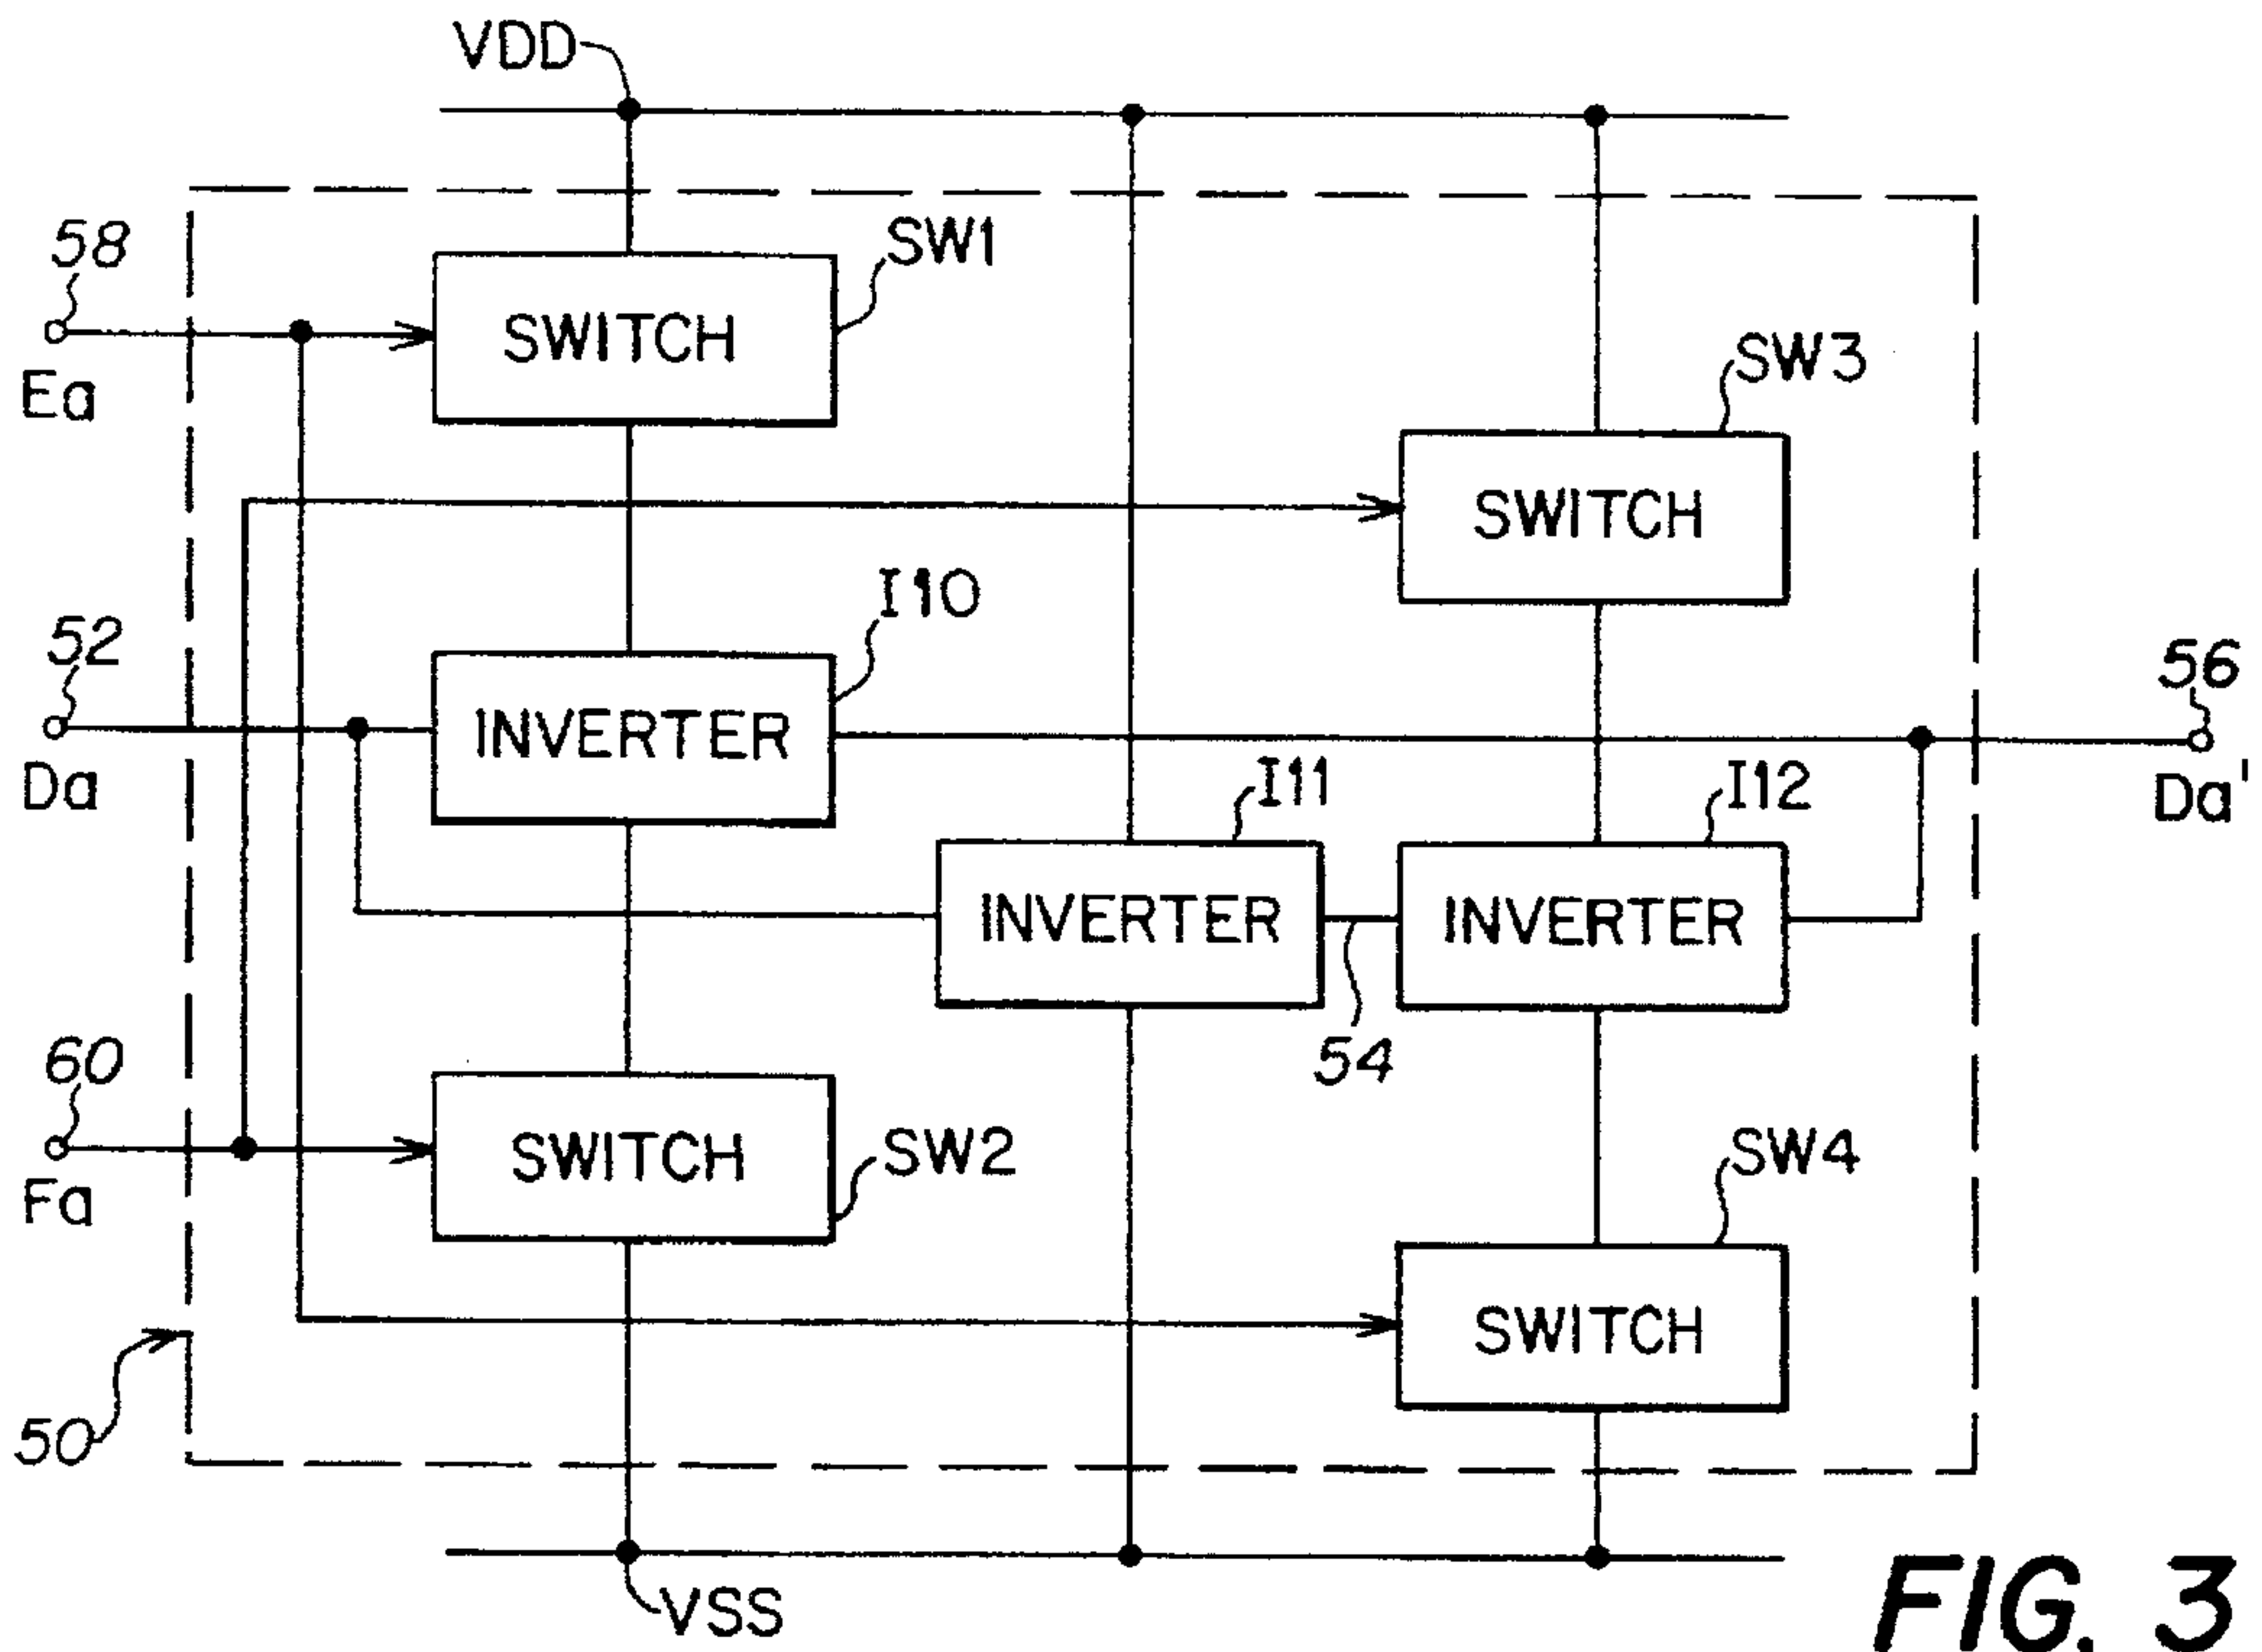 VDD
58
SW1
SWITCH
Ea
SW3
SWITCH
I10
52
INVERTER
56
Da
I11
I12
Da'
INVERTER
INVERTER
60
54
SWITCH
SW2
SW4
Fa
SWITCH
50
VSS
FIG. 3